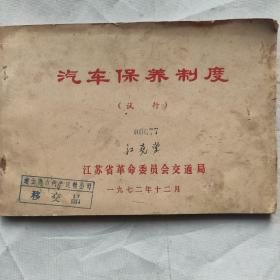 汽车保养制度
（试行）
00677
江苏省革命委员会交通局
一九七二年十二月
移交品